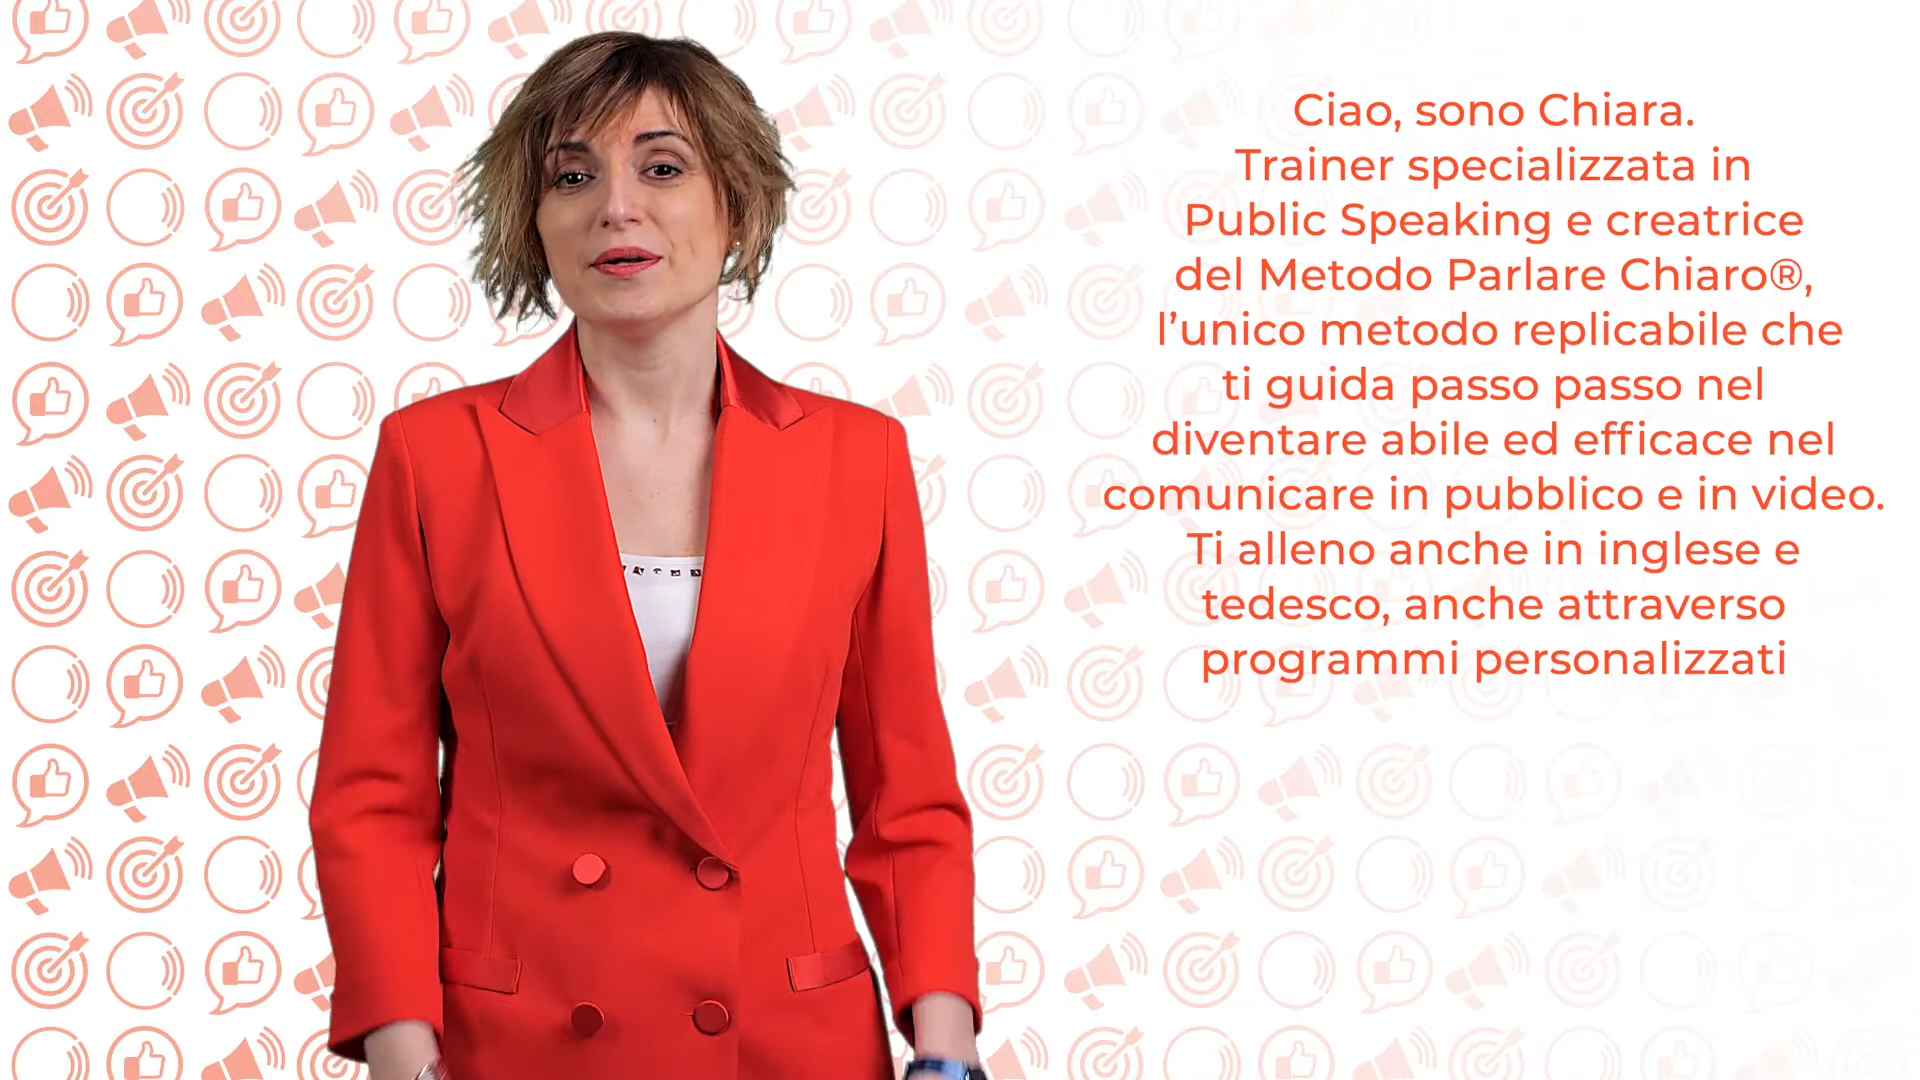 Ciao, sono Chiara.
Trainer specializzata in
Public Speaking e creatrice
del Metodo Parlare Chiaro®,
l’unico metodo replicabile che
ti guida passo passo nel
diventare abile ed efficace nel
comunicare in pubblico e in video.
Ti alleno anche in inglese e
tedesco, anche attraverso
programmi personalizzati